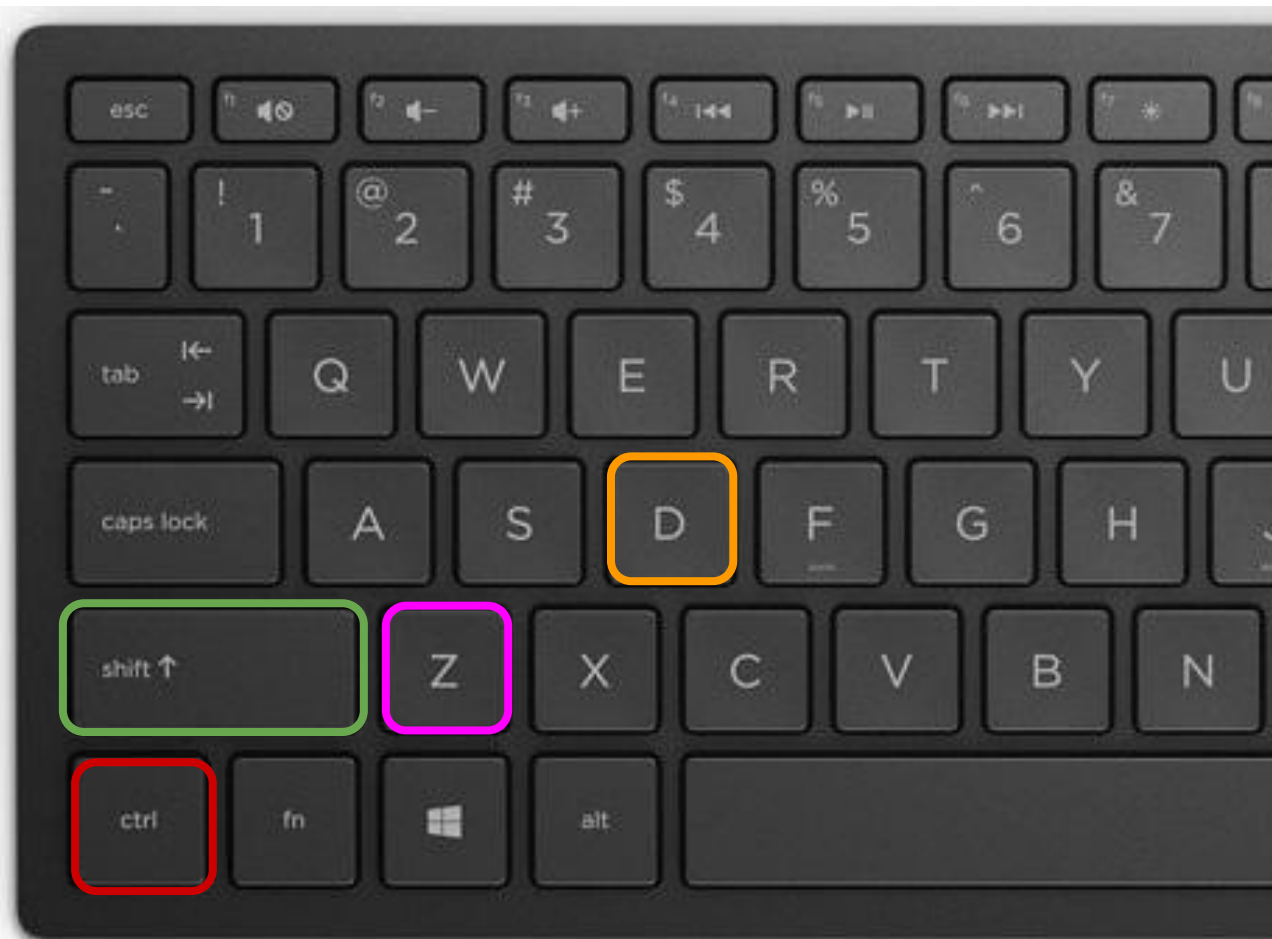 esc f1 f2 f3 f4 f5 f6 f7 f8
! 1 @ 2 # 3 $ 4 % 5 ^ 6 & 7
tab Q W E R T Y U
caps lock A S D F G H J
shift ↑ Z X C V B N
ctrl fn alt